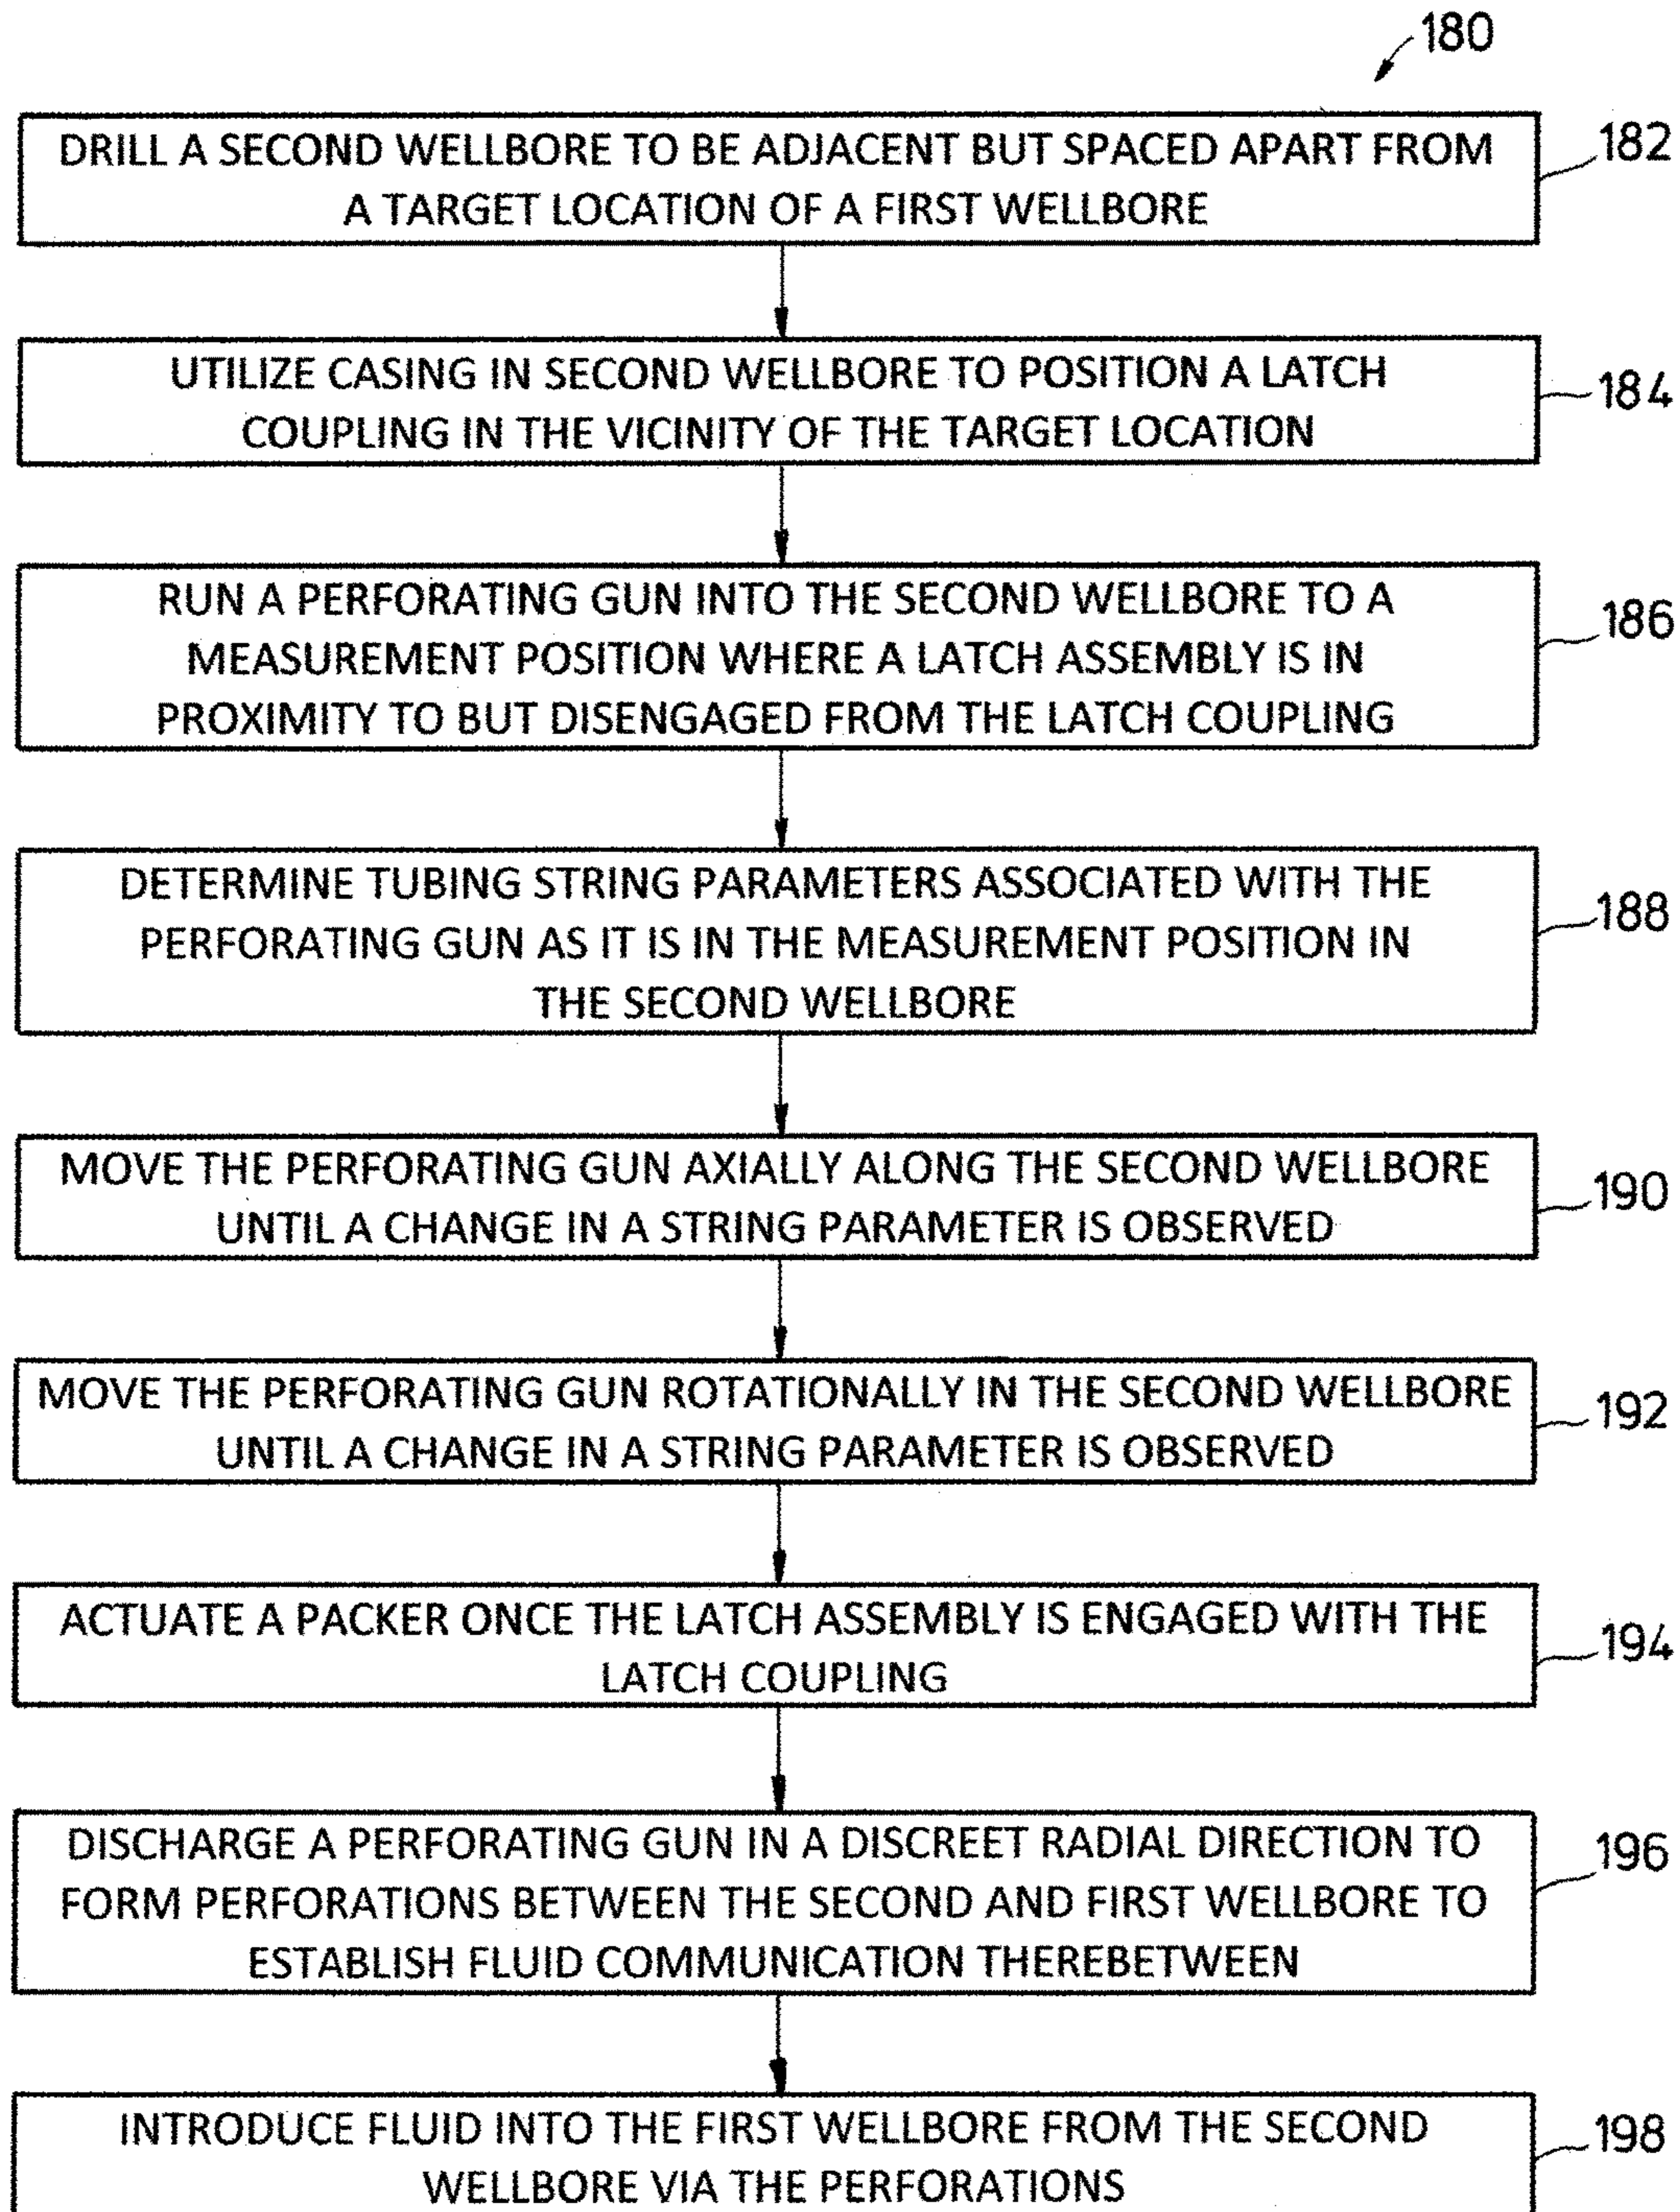 180
DRILL A SECOND WELLBORE TO BE ADJACENT BUT SPACED APART FROM
A TARGET LOCATION OF A FIRST WELLBORE
182
UTILIZE CASING IN SECOND WELLBORE TO POSITION A LATCH
COUPLING IN THE VICINITY OF THE TARGET LOCATION
184
RUN A PERFORATING GUN INTO THE SECOND WELLBORE TO A
MEASUREMENT POSITION WHERE A LATCH ASSEMBLY IS IN
PROXIMITY TO BUT DISENGAGED FROM THE LATCH COUPLING
186
DETERMINE TUBING STRING PARAMETERS ASSOCIATED WITH THE
PERFORATING GUN AS IT IS IN THE MEASUREMENT POSITION IN
THE SECOND WELLBORE
188
MOVE THE PERFORATING GUN AXIALLY ALONG THE SECOND WELLBORE
UNTIL A CHANGE IN A STRING PARAMETER IS OBSERVED
190
MOVE THE PERFORATING GUN ROTATIONALLY IN THE SECOND WELLBORE
UNTIL A CHANGE IN A STRING PARAMETER IS OBSERVED
192
ACTUATE A PACKER ONCE THE LATCH ASSEMBLY IS ENGAGED WITH THE
LATCH COUPLING
194
DISCHARGE A PERFORATING GUN IN A DISCREET RADIAL DIRECTION TO
FORM PERFORATIONS BETWEEN THE SECOND AND FIRST WELLBORE TO
ESTABLISH FLUID COMMUNICATION THEREBETWEEN
196
INTRODUCE FLUID INTO THE FIRST WELLBORE FROM THE SECOND
WELLBORE VIA THE PERFORATIONS
198